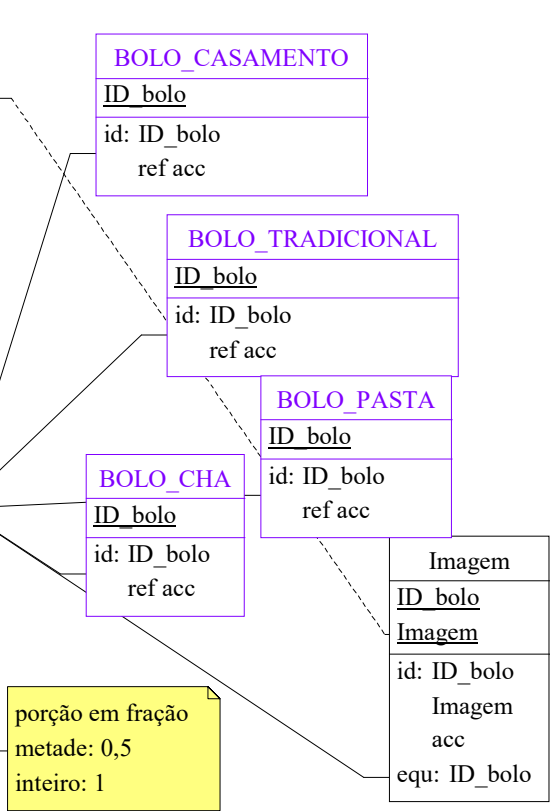 BOLO_CASAMENTO
ID_bolo
id: ID_bolo
ref acc
BOLO_TRADICIONAL
ID_bolo
id: ID_bolo
ref acc
BOLO_PASTA
ID_bolo
id: ID_bolo
ref acc
BOLO_CHA
ID_bolo
id: ID_bolo
ref acc
Imagem
ID_bolo
Imagem
id: ID_bolo
Imagem
acc
equ: ID_bolo
porção em fração
metade: 0,5
inteiro: 1